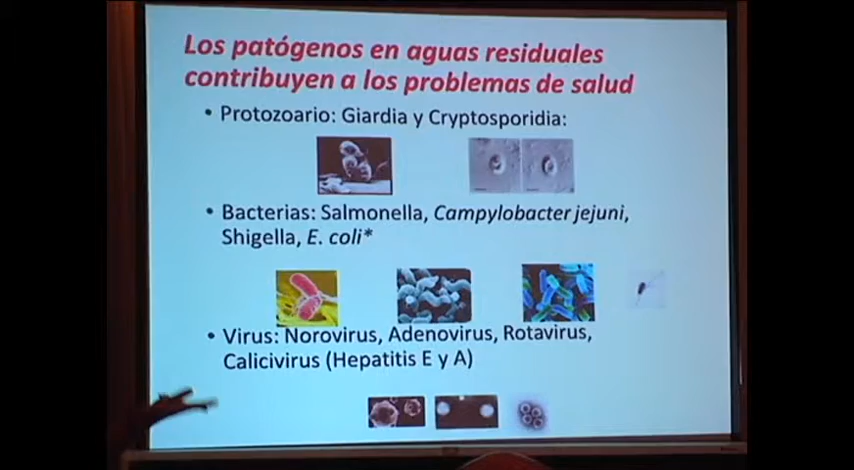 Los patógenos en aguas residuales
contribuyen a los problemas de salud
• Protozoario: Giardia y Cryptosporidia:
• Bacterias: Salmonella, Campylobacter jejuni,
Shigella, E. coli*
• Virus: Norovirus, Adenovirus, Rotavirus,
Calicivirus (Hepatitis E y A)